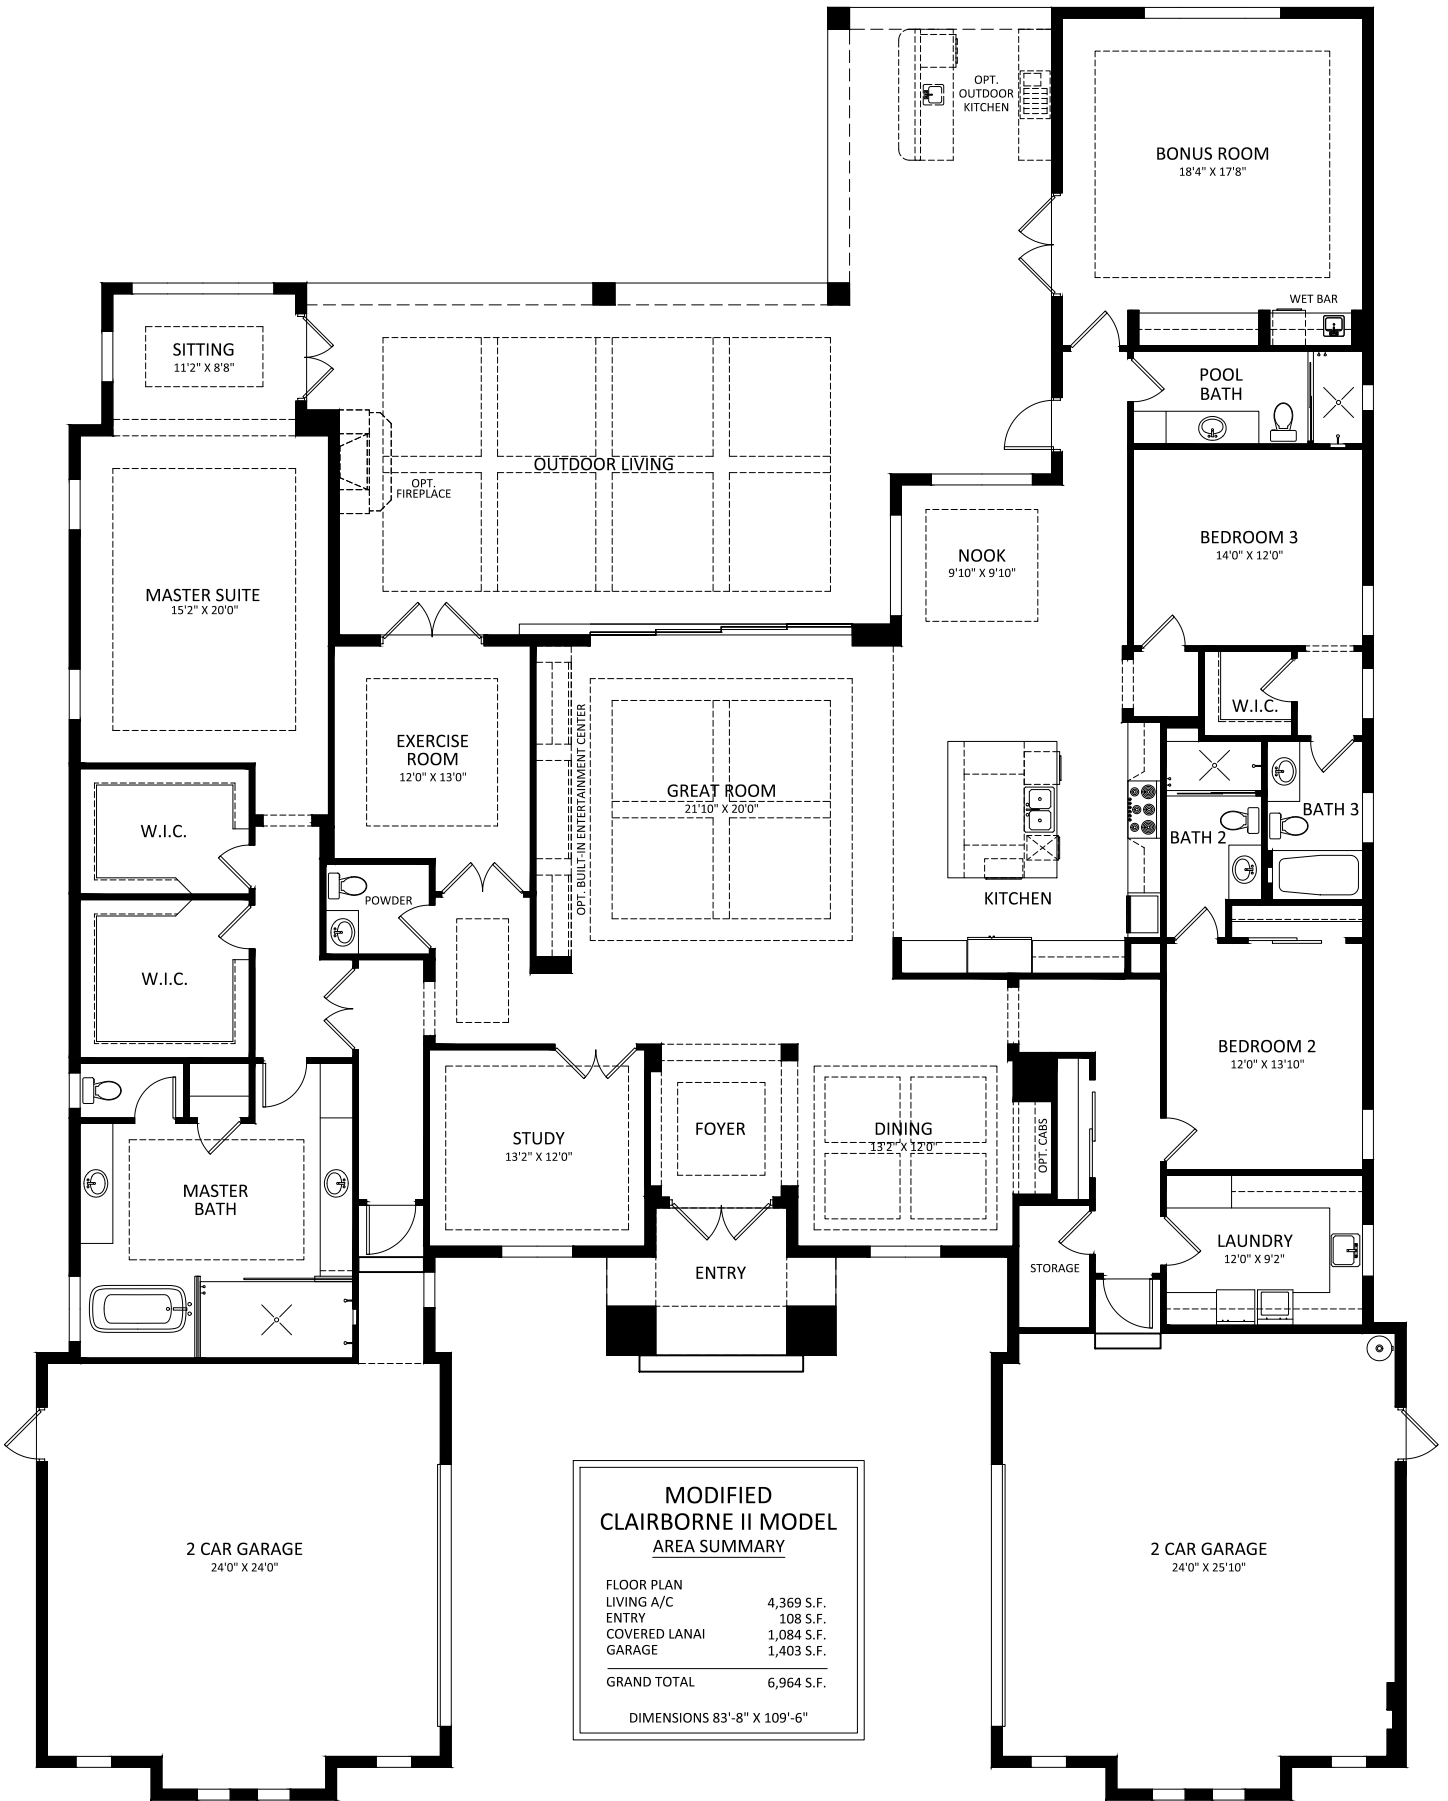 OPT.
OUTDOOR
KITCHEN
BONUS ROOM
18'4" X 17'8"
WET BAR
SITTING
11'2" X 8'8"
POOL
BATH
OUTDOOR LIVING
OPT.
FIREPLACE
BEDROOM 3
14'0" X 12'0"
NOOK
9'10" X 9'10"
MASTER SUITE
15'2" X 20'0"
W.I.C.
EXERCISE
ROOM
12'0" X 13'0"
OPT. BUILT-IN ENTERTAINMENT CENTER
GREAT ROOM
21'10" X 20'0"
BATH 3
BATH 2
W.I.C.
POWDER
KITCHEN
W.I.C.
BEDROOM 2
12'0" X 13'10"
STUDY
13'2" X 12'0"
FOYER
DINING
13'2" X 12'0"
OPT. CABS
MASTER
BATH
LAUNDRY
12'0" X 9'2"
STORAGE
ENTRY
2 CAR GARAGE
24'0" X 24'0"
2 CAR GARAGE
24'0" X 25'10"
MODIFIED
CLAIRBORNE II MODEL
AREA SUMMARY
FLOOR PLAN
LIVING A/C 4,369 S.F.
ENTRY 108 S.F.
COVERED LANAI 1,084 S.F.
GARAGE 1,403 S.F.
GRAND TOTAL 6,964 S.F.
DIMENSIONS 83'-8" X 109'-6"